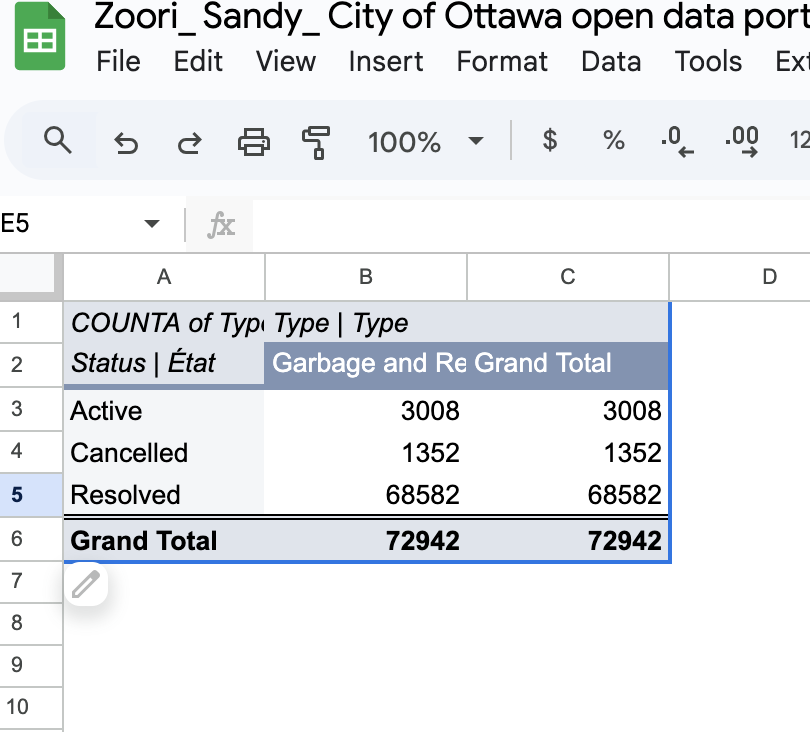 Zoori_ Sandy_ City of Ottawa open data port
File Edit View Insert Format Data Tools Ext
100% $ % .0 .00 12
E5 fx
A B C D
1 COUNTA of Type Type | Type
2 Status | État Garbage and Re Grand Total
3 Active 3008 3008
4 Cancelled 1352 1352
5 Resolved 68582 68582
6 Grand Total 72942 72942
7
8
9
10